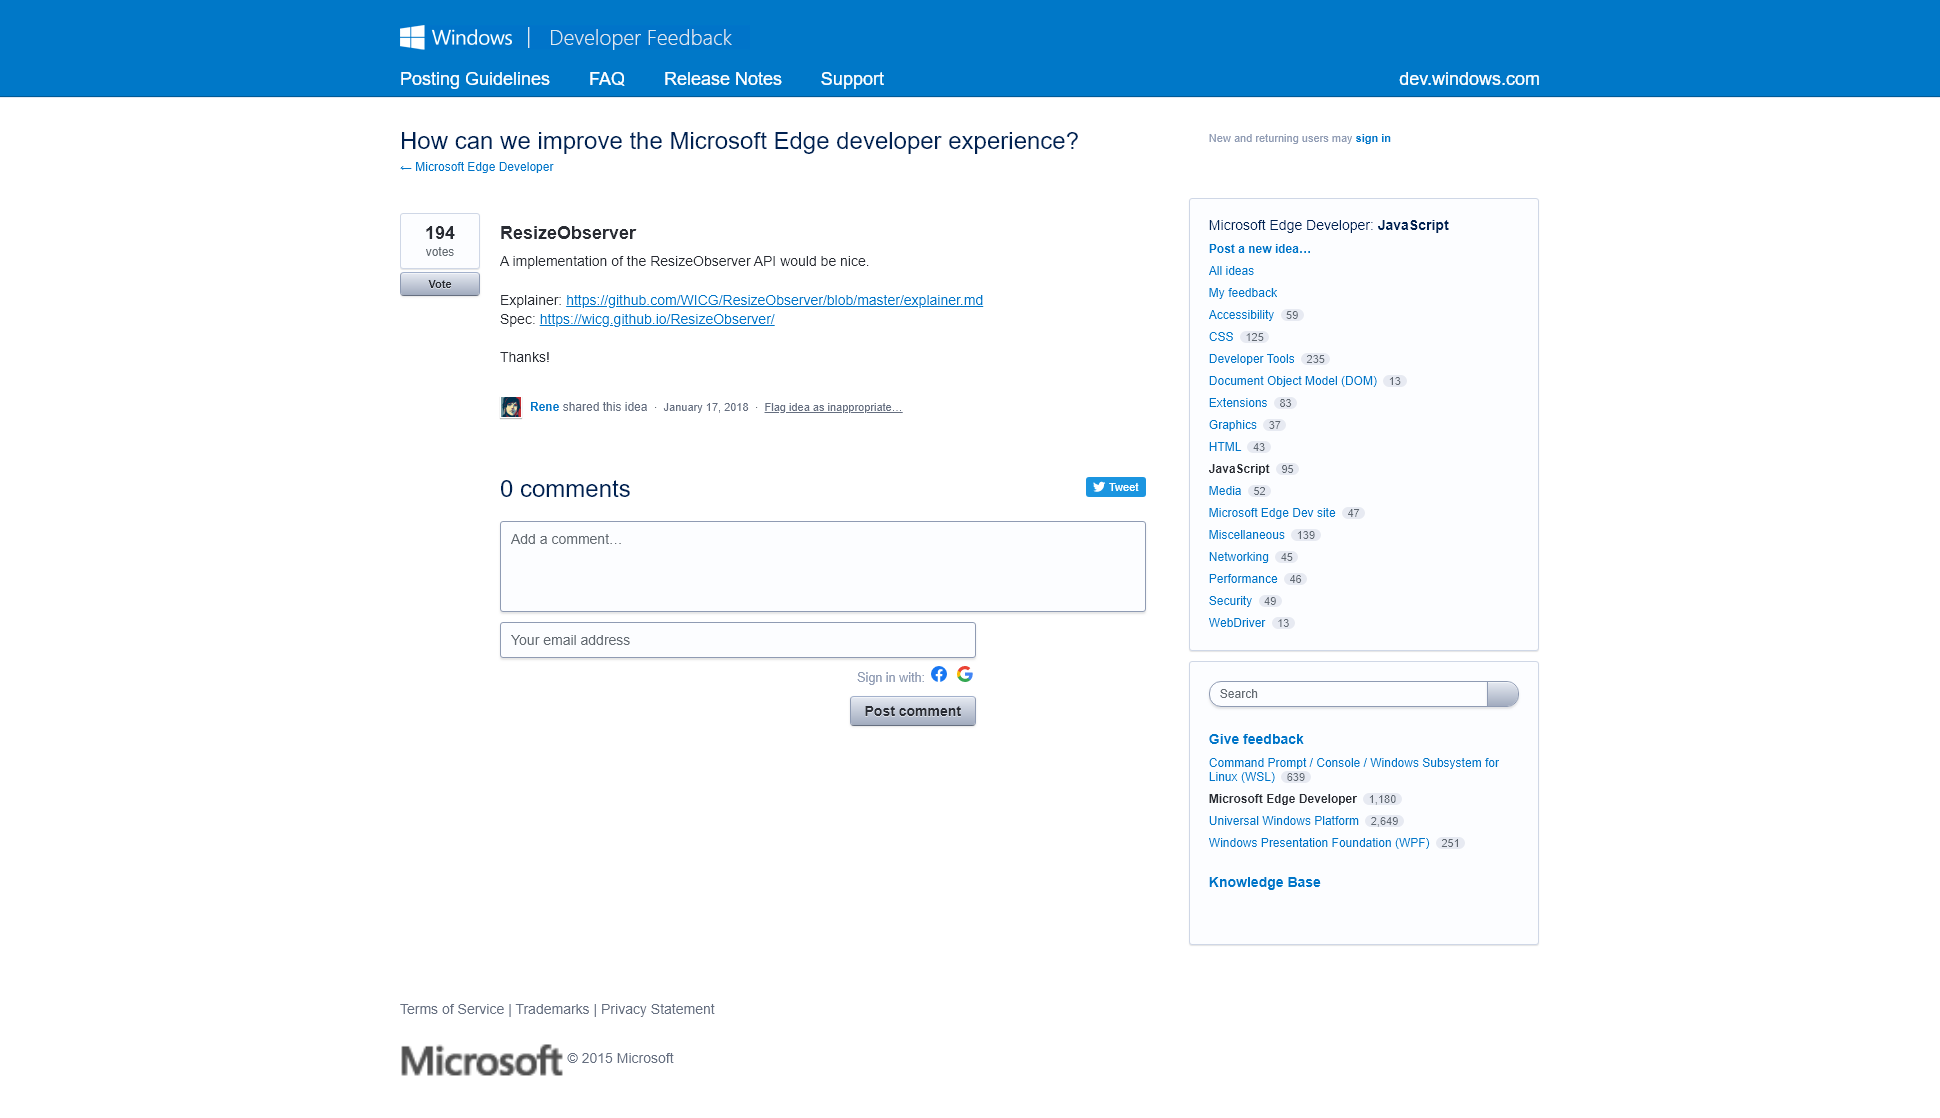 Windows | Developer Feedback
Posting Guidelines FAQ Release Notes Support dev.windows.com
How can we improve the Microsoft Edge developer experience?
← Microsoft Edge Developer
New and returning users may sign in
194
votes
Vote
ResizeObserver
A implementation of the ResizeObserver API would be nice.
Explainer: https://github.com/WICG/ResizeObserver/blob/master/explainer.md
Spec: https://wicg.github.io/ResizeObserver/
Thanks!
Rene shared this idea · January 17, 2018 · Flag idea as inappropriate…
0 comments
Tweet
Add a comment…
Your email address
Sign in with:
Post comment
Microsoft Edge Developer: JavaScript
Post a new idea…
All ideas
My feedback
Accessibility 59
CSS 125
Developer Tools 235
Document Object Model (DOM) 13
Extensions 83
Graphics 37
HTML 43
JavaScript 95
Media 52
Microsoft Edge Dev site 47
Miscellaneous 139
Networking 45
Performance 46
Security 49
WebDriver 13
Search
Give feedback
Command Prompt / Console / Windows Subsystem for
Linux (WSL) 639
Microsoft Edge Developer 1,180
Universal Windows Platform 2,649
Windows Presentation Foundation (WPF) 251
Knowledge Base
Terms of Service | Trademarks | Privacy Statement
Microsoft © 2015 Microsoft